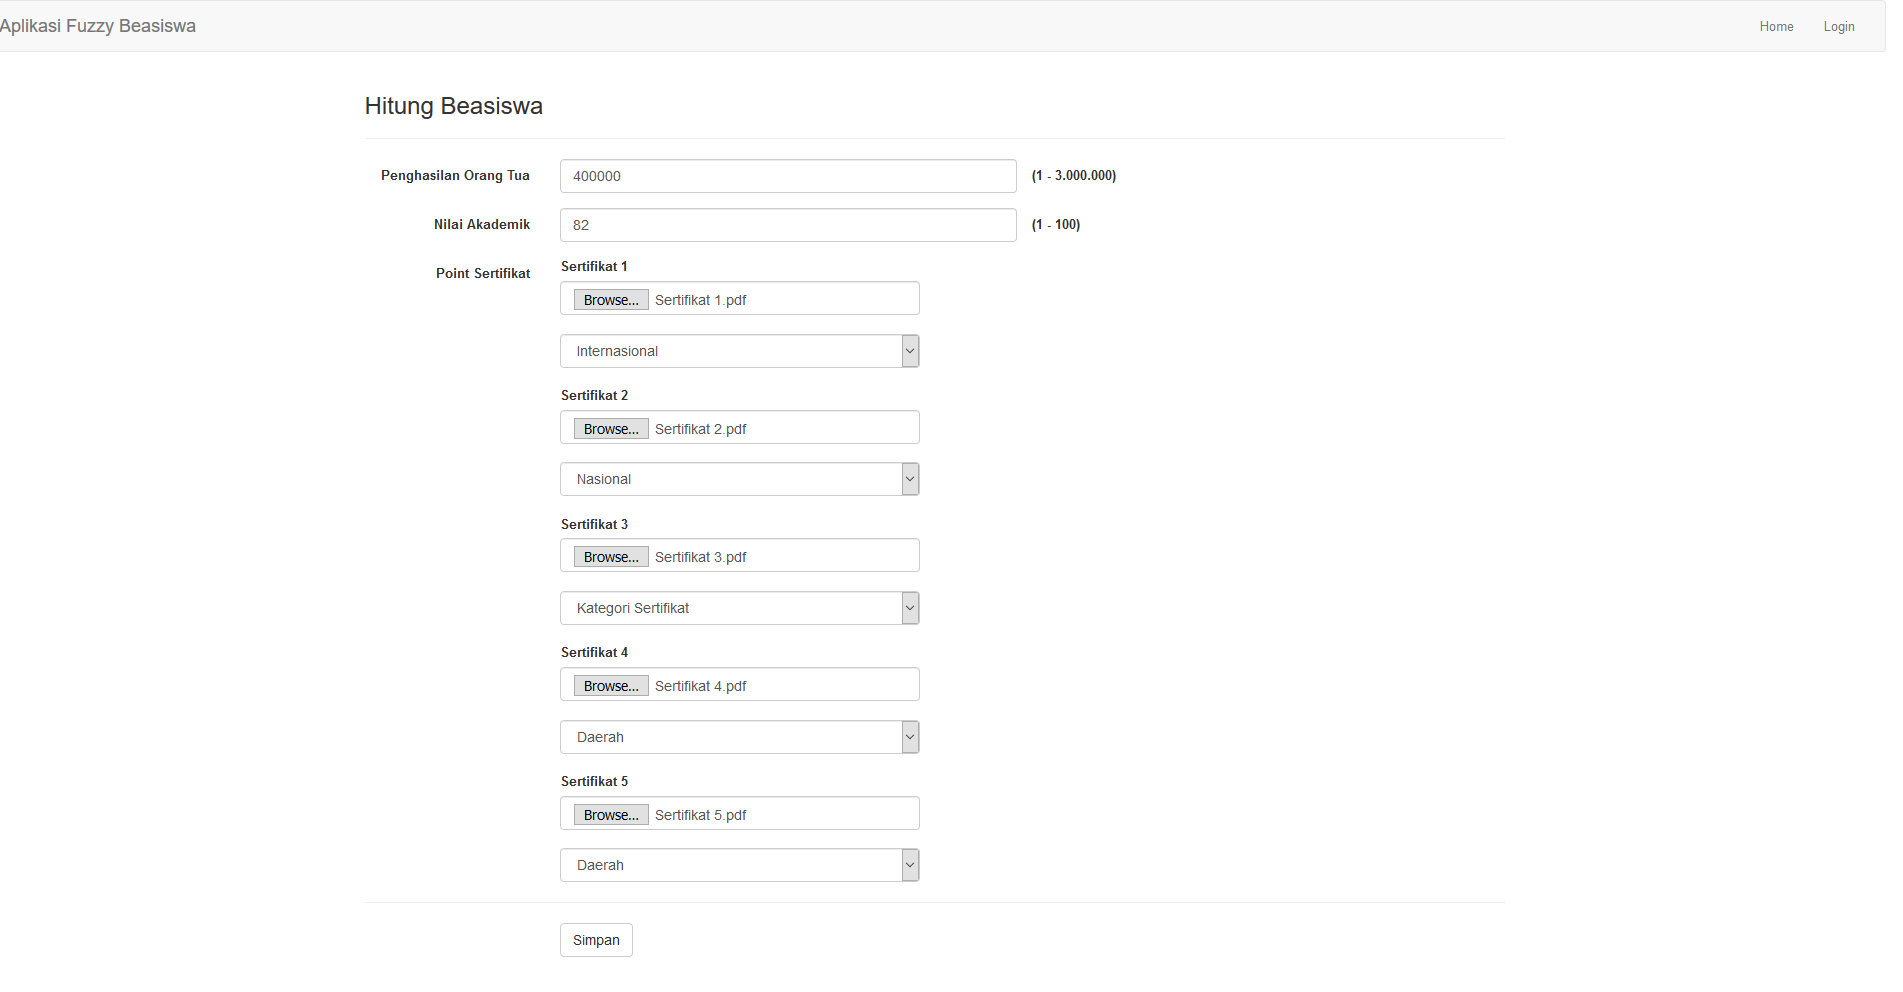 Aplikasi Fuzzy Beasiswa Home Login
Hitung Beasiswa
Penghasilan Orang Tua 400000 (1 - 3.000.000)
Nilai Akademik 82 (1 - 100)
Point Sertifikat Sertifikat 1
Browse... Sertifikat 1.pdf
Internasional
Sertifikat 2
Browse... Sertifikat 2.pdf
Nasional
Sertifikat 3
Browse... Sertifikat 3.pdf
Kategori Sertifikat
Sertifikat 4
Browse... Sertifikat 4.pdf
Daerah
Sertifikat 5
Browse... Sertifikat 5.pdf
Daerah
Simpan